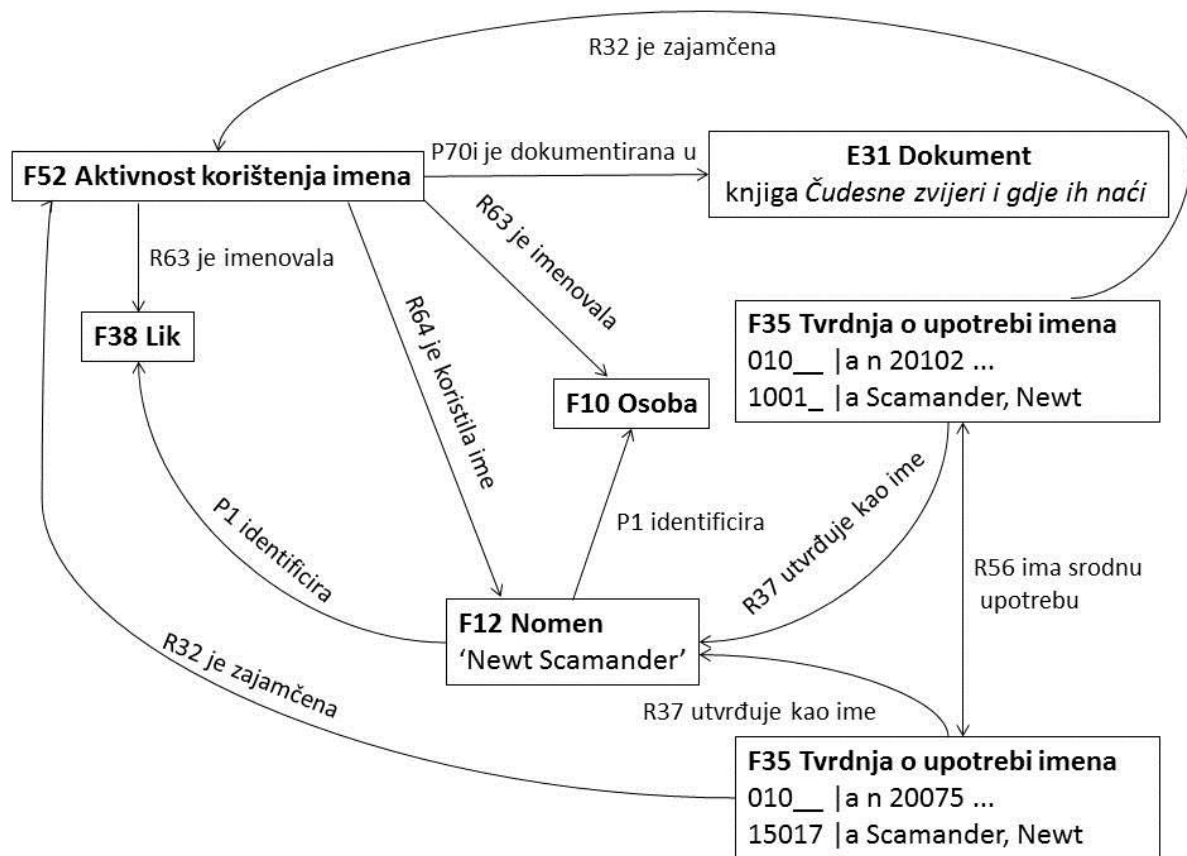 R32 je zajamčena
F52 Aktivnost korištenja imena
P70i je dokumentirana u
E31 Dokument
knjiga Čudesne zvijeri i gdje ih naći
R63 je imenovala
R63 je imenovala
F38 Lik
R64 je koristila ime
F10 Osoba
F35 Tvrdnja o upotrebi imena
010__ |a n 20102 ...
1001_ |a Scamander, Newt
P1 identificira
P1 identificira
R37 utvrđuje kao ime
R56 ima srodnu
upotrebu
F12 Nomen
‘Newt Scamander’
R32 je zajamčena
R37 utvrđuje kao ime
F35 Tvrdnja o upotrebi imena
010__ |a n 20075 ...
15017 |a Scamander, Newt